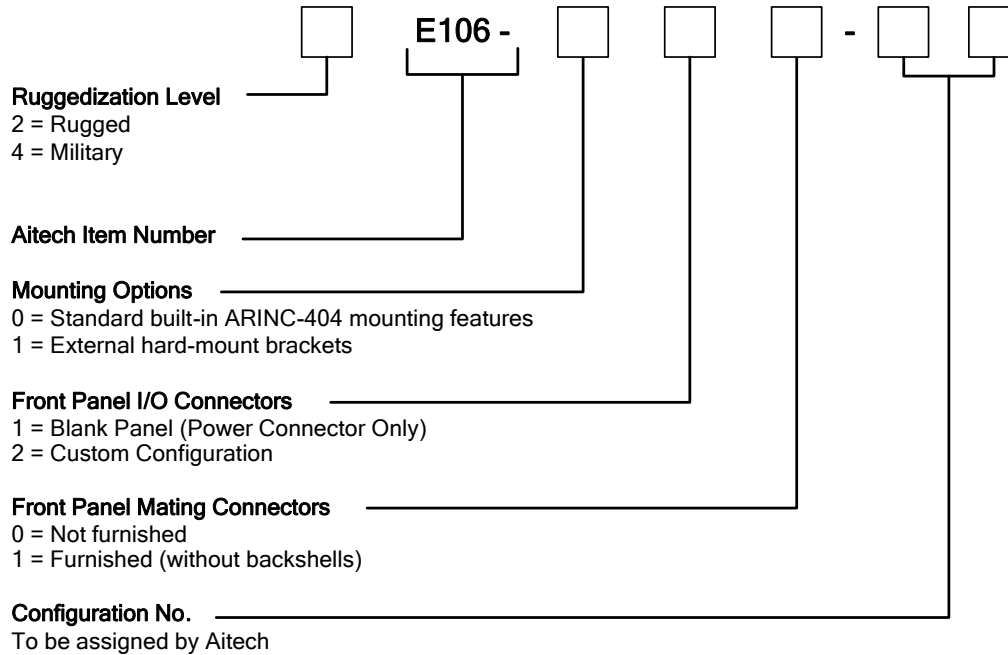 E106 - -
Ruggedization Level
2 = Rugged
4 = Military
Aitech Item Number
Mounting Options
0 = Standard built-in ARINC-404 mounting features
1 = External hard-mount brackets
Front Panel I/O Connectors
1 = Blank Panel (Power Connector Only)
2 = Custom Configuration
Front Panel Mating Connectors
0 = Not furnished
1 = Furnished (without backshells)
Configuration No.
To be assigned by Aitech